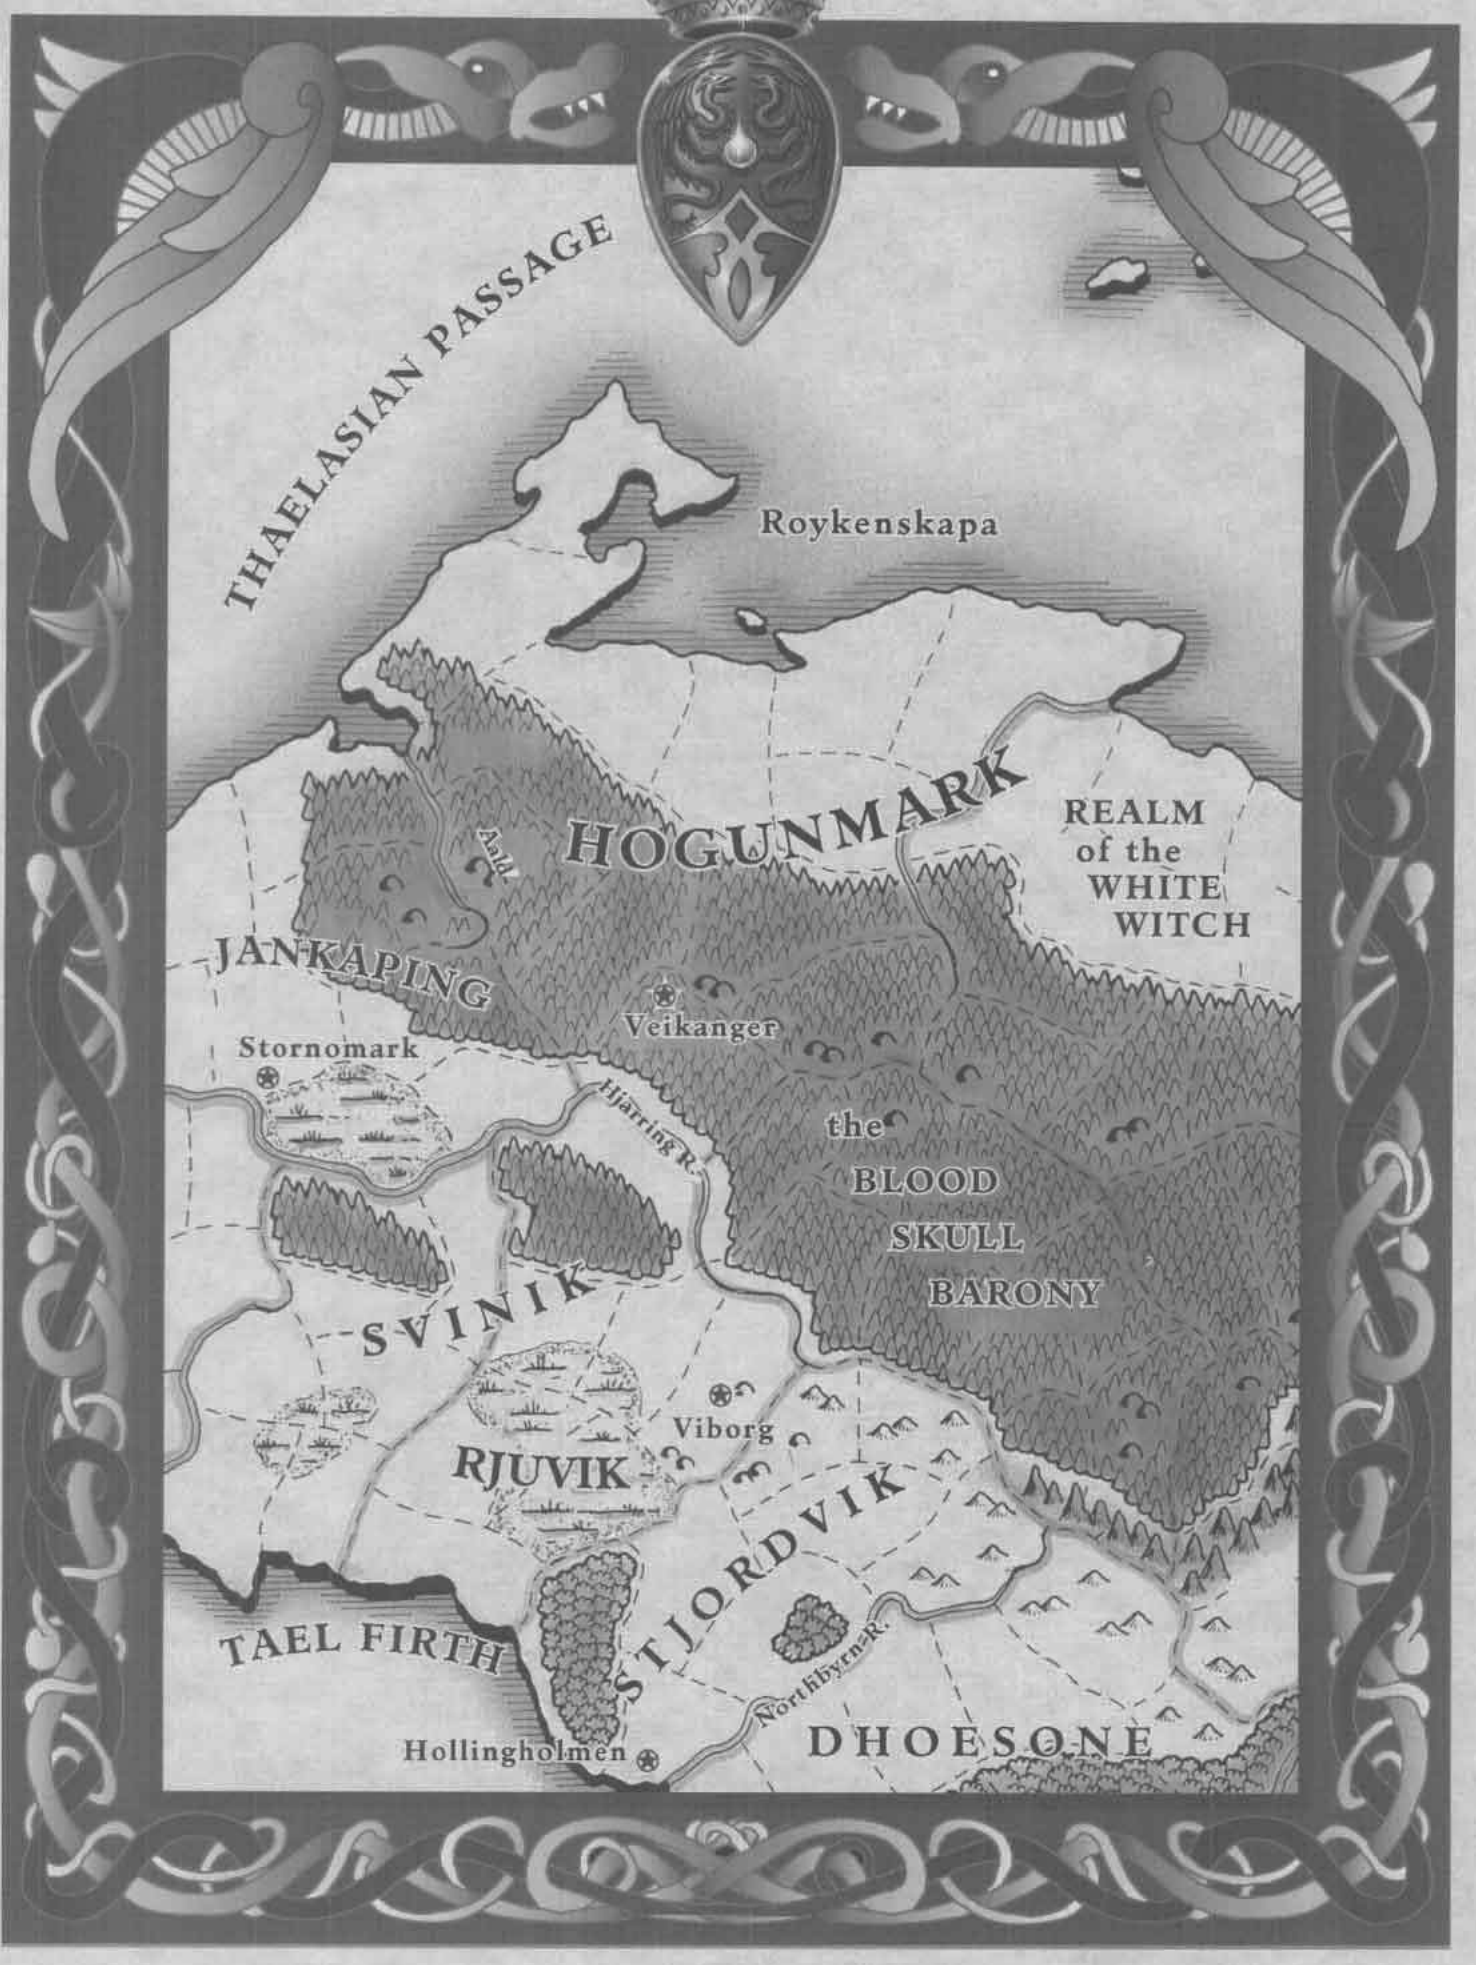 THAELASIAN PASSAGE
Roykenskapa
HOGUNMARK
Aald
REALM
of the
WHITE
WITCH
JANKAPING
Veikanger
Stornomark
Hjarring R.
the
BLOOD
SKULL
BARONY
SVINIK
Viborg
RJUVIK
STJORDVIK
TAEL FIRTH
Northbyrn R.
DHOESONE
Hollingholmen